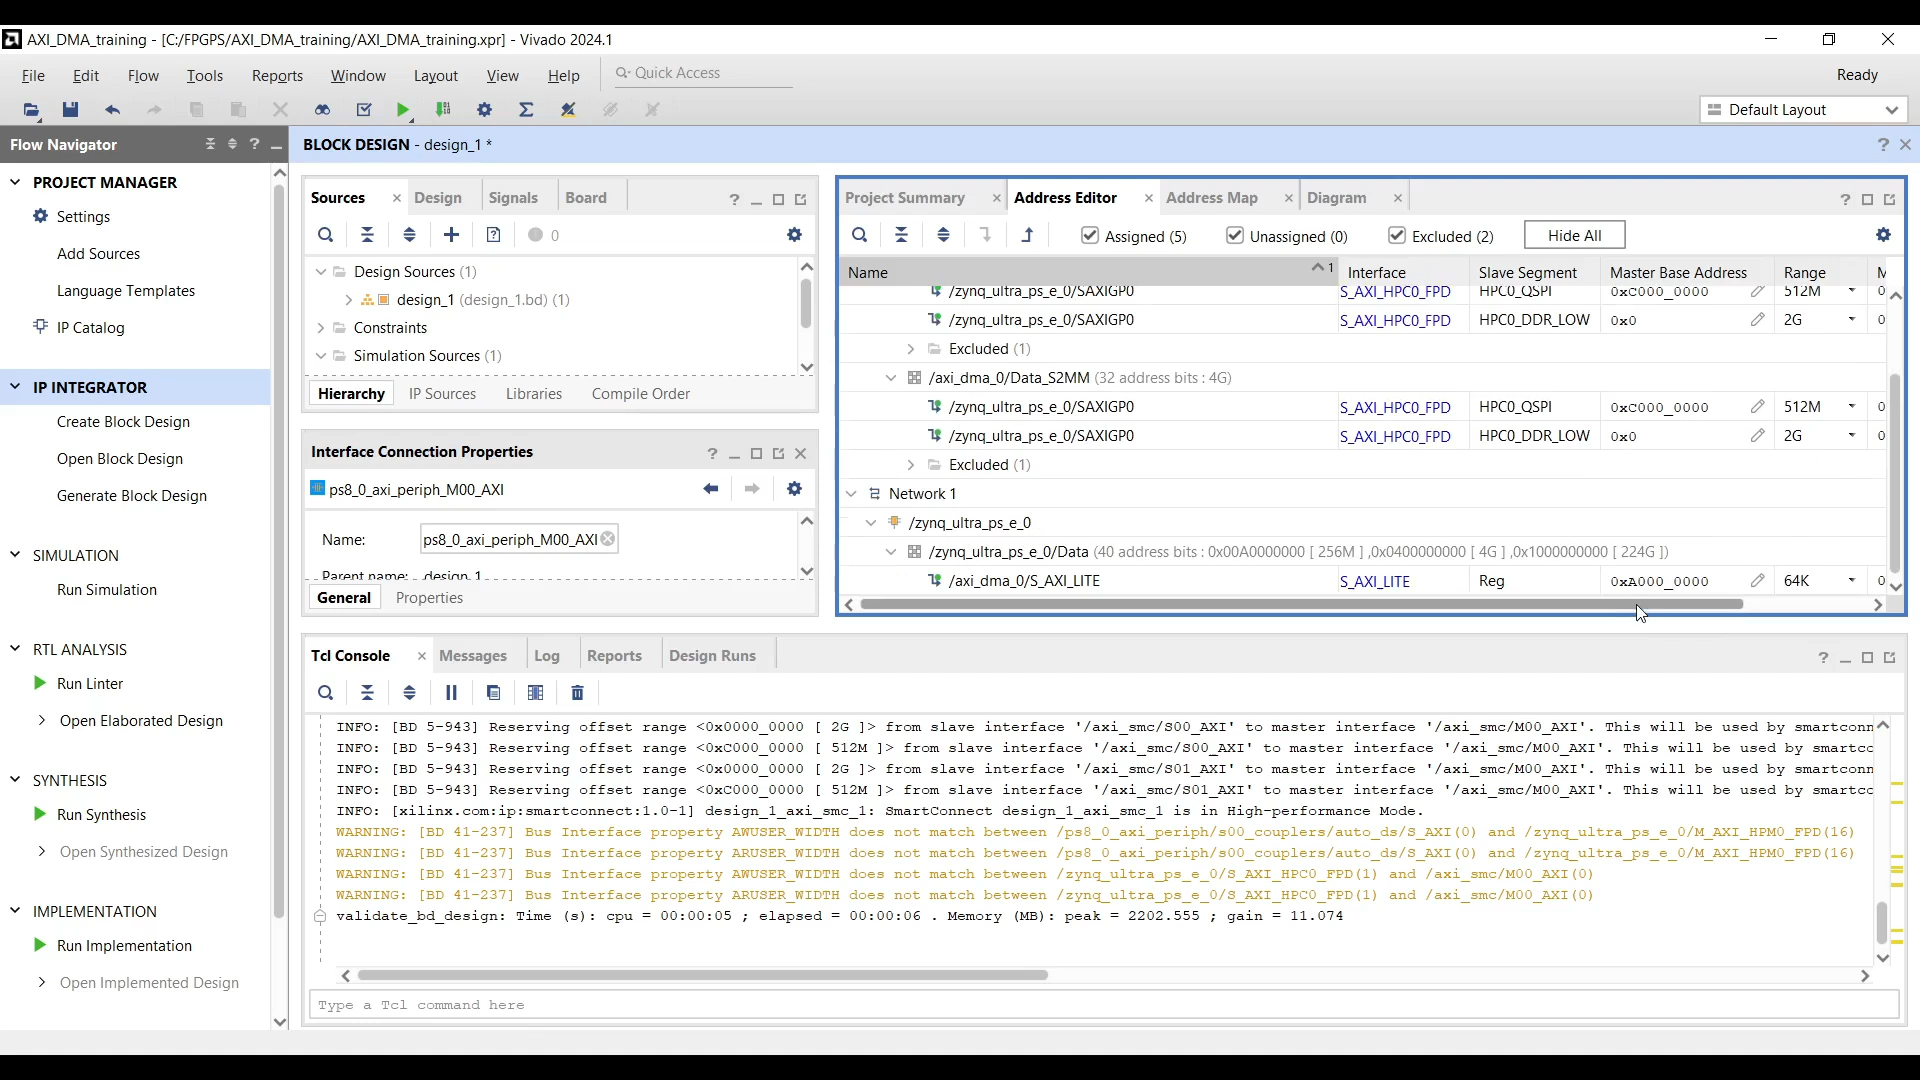 AXI_DMA_training - [C:/FPGPS/AXI_DMA_training/AXI_DMA_training.xpr] - Vivado 2024.1
File Edit Flow Tools Reports Window Layout View Help Quick Access Ready
Default Layout
Flow Navigator
BLOCK DESIGN - design_1 *
PROJECT MANAGER
Settings
Add Sources
Language Templates
IP Catalog
IP INTEGRATOR
Create Block Design
Open Block Design
Generate Block Design
SIMULATION
Run Simulation
RTL ANALYSIS
Run Linter
Open Elaborated Design
SYNTHESIS
Run Synthesis
Open Synthesized Design
IMPLEMENTATION
Run Implementation
Open Implemented Design
Sources Design Signals Board
0
Design Sources (1)
design_1 (design_1.bd) (1)
Constraints
Simulation Sources (1)
Hierarchy IP Sources Libraries Compile Order
Interface Connection Properties
ps8_0_axi_periph_M00_AXI
Name: ps8_0_axi_periph_M00_AXI
Parent name: design_1
General Properties
Project Summary Address Editor Address Map Diagram
Assigned (5) Unassigned (0) Excluded (2) Hide All
Name 1 Interface Slave Segment Master Base Address Range M
/zynq_ultra_ps_e_0/SAXIGP0 S_AXI_HPC0_FPD HPC0_QSPI 0xC000_0000 512M 0
/zynq_ultra_ps_e_0/SAXIGP0 S_AXI_HPC0_FPD HPC0_DDR_LOW 0x0 2G 0
Excluded (1)
/axi_dma_0/Data_S2MM (32 address bits : 4G)
/zynq_ultra_ps_e_0/SAXIGP0 S_AXI_HPC0_FPD HPC0_QSPI 0xC000_0000 512M 0
/zynq_ultra_ps_e_0/SAXIGP0 S_AXI_HPC0_FPD HPC0_DDR_LOW 0x0 2G 0
Excluded (1)
Network 1
/zynq_ultra_ps_e_0
/zynq_ultra_ps_e_0/Data (40 address bits : 0x00A0000000 [ 256M ] ,0x0400000000 [ 4G ] ,0x1000000000 [ 224G ])
/axi_dma_0/S_AXI_LITE S_AXI_LITE Reg 0xA000_0000 64K 0
Tcl Console Messages Log Reports Design Runs
INFO: [BD 5-943] Reserving offset range <0x0000_0000 [ 2G ]> from slave interface '/axi_smc/S00_AXI' to master interface '/axi_smc/M00_AXI'. This will be used by smartconn
INFO: [BD 5-943] Reserving offset range <0xC000_0000 [ 512M ]> from slave interface '/axi_smc/S00_AXI' to master interface '/axi_smc/M00_AXI'. This will be used by smartco
INFO: [BD 5-943] Reserving offset range <0x0000_0000 [ 2G ]> from slave interface '/axi_smc/S01_AXI' to master interface '/axi_smc/M00_AXI'. This will be used by smartconn
INFO: [BD 5-943] Reserving offset range <0xC000_0000 [ 512M ]> from slave interface '/axi_smc/S01_AXI' to master interface '/axi_smc/M00_AXI'. This will be used by smartco
INFO: [xilinx.com:ip:smartconnect:1.0-1] design_1_axi_smc_1: SmartConnect design_1_axi_smc_1 is in High-performance Mode.
WARNING: [BD 41-237] Bus Interface property AWUSER_WIDTH does not match between /ps8_0_axi_periph/s00_couplers/auto_ds/S_AXI(0) and /zynq_ultra_ps_e_0/M_AXI_HPM0_FPD(16)
WARNING: [BD 41-237] Bus Interface property ARUSER_WIDTH does not match between /ps8_0_axi_periph/s00_couplers/auto_ds/S_AXI(0) and /zynq_ultra_ps_e_0/M_AXI_HPM0_FPD(16)
WARNING: [BD 41-237] Bus Interface property AWUSER_WIDTH does not match between /zynq_ultra_ps_e_0/S_AXI_HPC0_FPD(1) and /axi_smc/M00_AXI(0)
WARNING: [BD 41-237] Bus Interface property ARUSER_WIDTH does not match between /zynq_ultra_ps_e_0/S_AXI_HPC0_FPD(1) and /axi_smc/M00_AXI(0)
validate_bd_design: Time (s): cpu = 00:00:05 ; elapsed = 00:00:06 . Memory (MB): peak = 2202.555 ; gain = 11.074
Type a Tcl command here